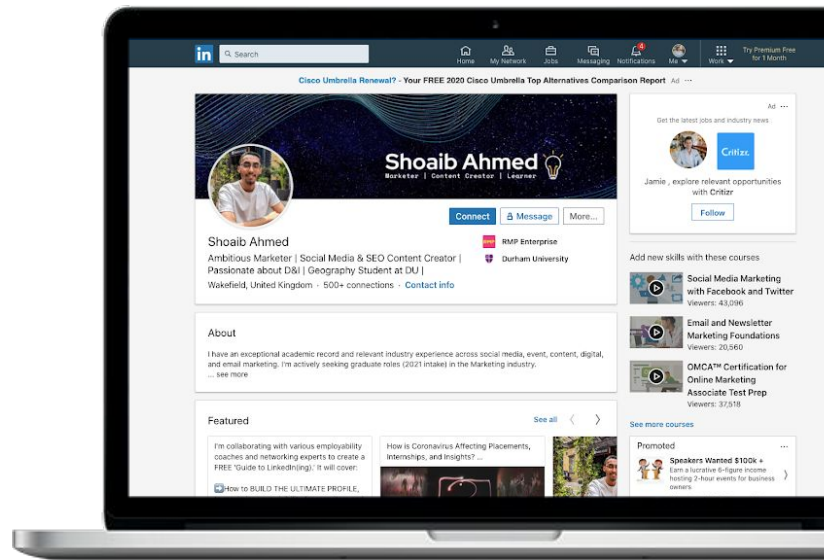 in
Search
Home
My Network
Jobs
Messaging
4
Notifications
Me
Work
Try Premium Free
for 1 Month
Cisco Umbrella Renewal? - Your FREE 2020 Cisco Umbrella Top Alternatives Comparison Report Ad ...
Shoaib Ahmed
Marketer | Content Creator | Learner
Connect
Message
More...
Shoaib Ahmed
Ambitious Marketer | Social Media & SEO Content Creator |
Passionate about D&I | Geography Student at DU |
Wakefield, United Kingdom · 500+ connections · Contact info
RMP
RMP Enterprise
Durham University
About
I have an exceptional academic record and relevant industry experience across social media, event, content, digital,
and email marketing. I'm actively seeking graduate roles (2021 intake) in the Marketing industry.
... see more
Featured
See all
I'm collaborating with various employability
coaches and networking experts to create a
FREE 'Guide to LinkedIn(ing).' It will cover:
How to BUILD THE ULTIMATE PROFILE,
How is Coronavirus Affecting Placements,
Internships, and Insights? ...
Ad ...
Get the latest jobs and industry news
Critizr
Jamie , explore relevant opportunities
with Critizr
Follow
Add new skills with these courses
Social Media Marketing
with Facebook and Twitter
Viewers: 43,096
Email and Newsletter
Marketing Foundations
Viewers: 20,560
OMCA™ Certification for
Online Marketing
Associate Test Prep
Viewers: 37,518
See more courses
Promoted
...
Speakers Wanted $100k +
Earn a lucrative 6-figure income
hosting 2-hour events for business
owners